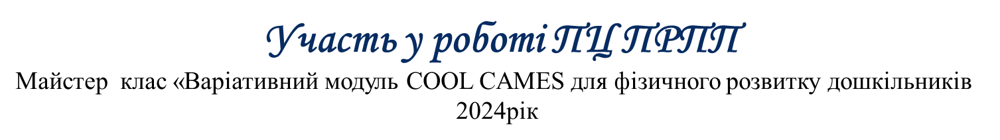 Участь у роботі ПЦ ПРПП
Майстер клас «Варіативний модуль COOL CAMES для фізичного розвитку дошкільників
2024рік